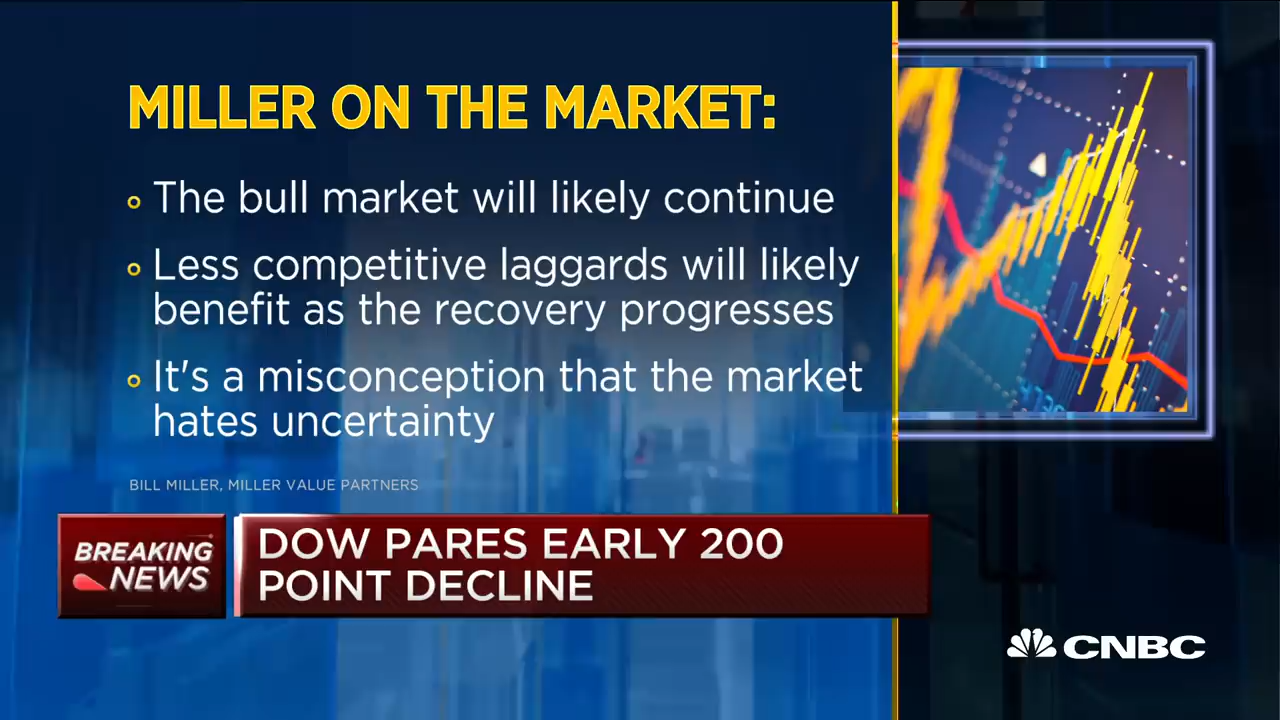 MILLER ON THE MARKET:
The bull market will likely continue
Less competitive laggards will likely
benefit as the recovery progresses
It's a misconception that the market
hates uncertainty
BILL MILLER, MILLER VALUE PARTNERS
BREAKING
NEWS
DOW PARES EARLY 200
POINT DECLINE
CNBC